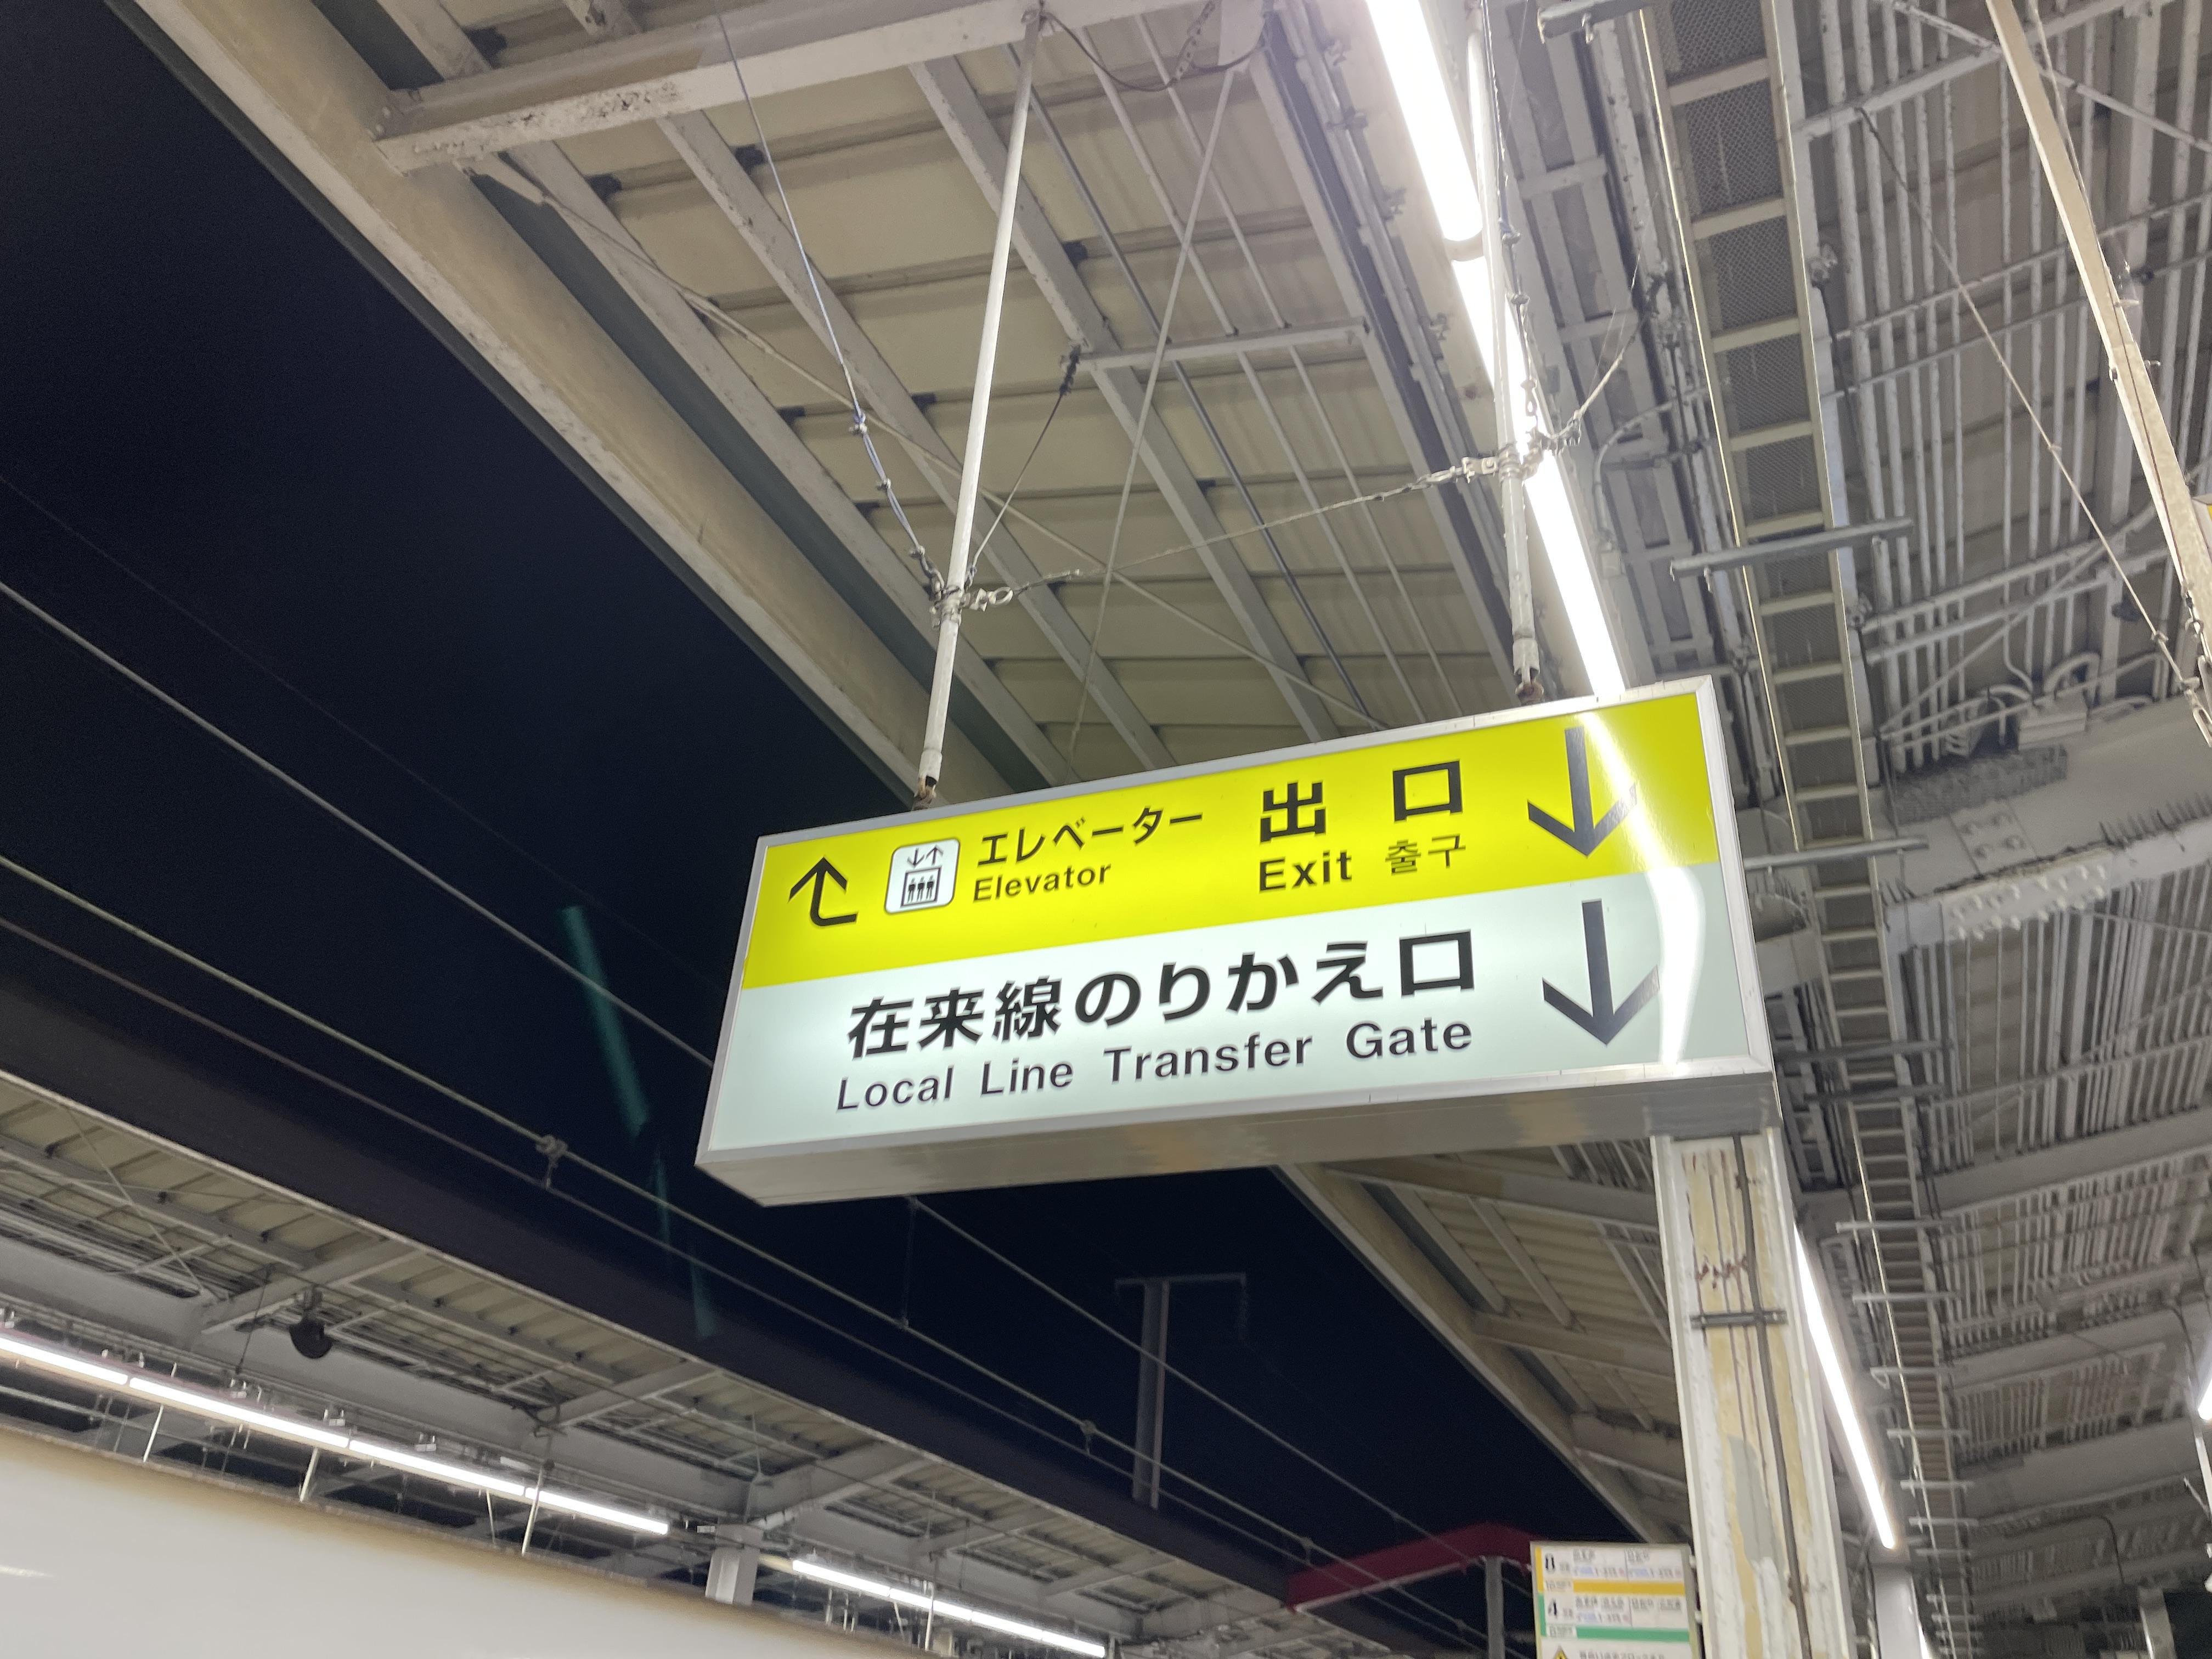 エレベーター
Elevator
出口
Exit 출구
在来線のりかえ口
Local Line Transfer Gate